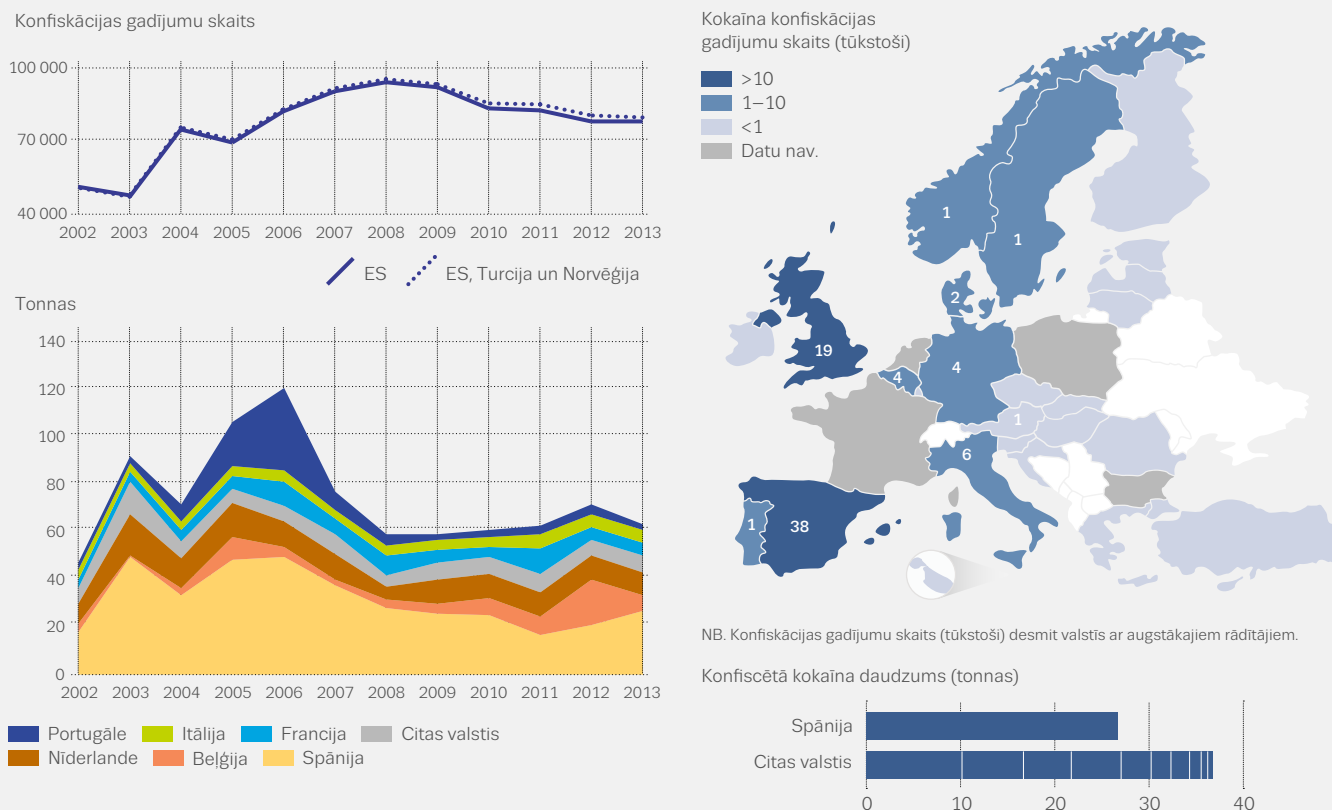 Konfiskācijas gadījumu skaits
100 000
70 000
40 000
2002 2003 2004 2005 2006 2007 2008 2009 2010 2011 2012 2013
ES ES, Turcija un Norvēģija
Tonnas
140
120
100
80
60
40
20
0
2002 2003 2004 2005 2006 2007 2008 2009 2010 2011 2012 2013
Portugāle Itālija Francija Citas valstis
Nīderlande Beļģija Spānija
Kokaīna konfiskācijas
gadījumu skaits (tūkstoši)
>10
1–10
<1
Datu nav.
1
1
2
19
4
4
1
6
1
38
NB. Konfiskācijas gadījumu skaits (tūkstoši) desmit valstīs ar augstākajiem rādītājiem.
Konfiscētā kokaīna daudzums (tonnas)
Spānija
Citas valstis
0 10 20 30 40